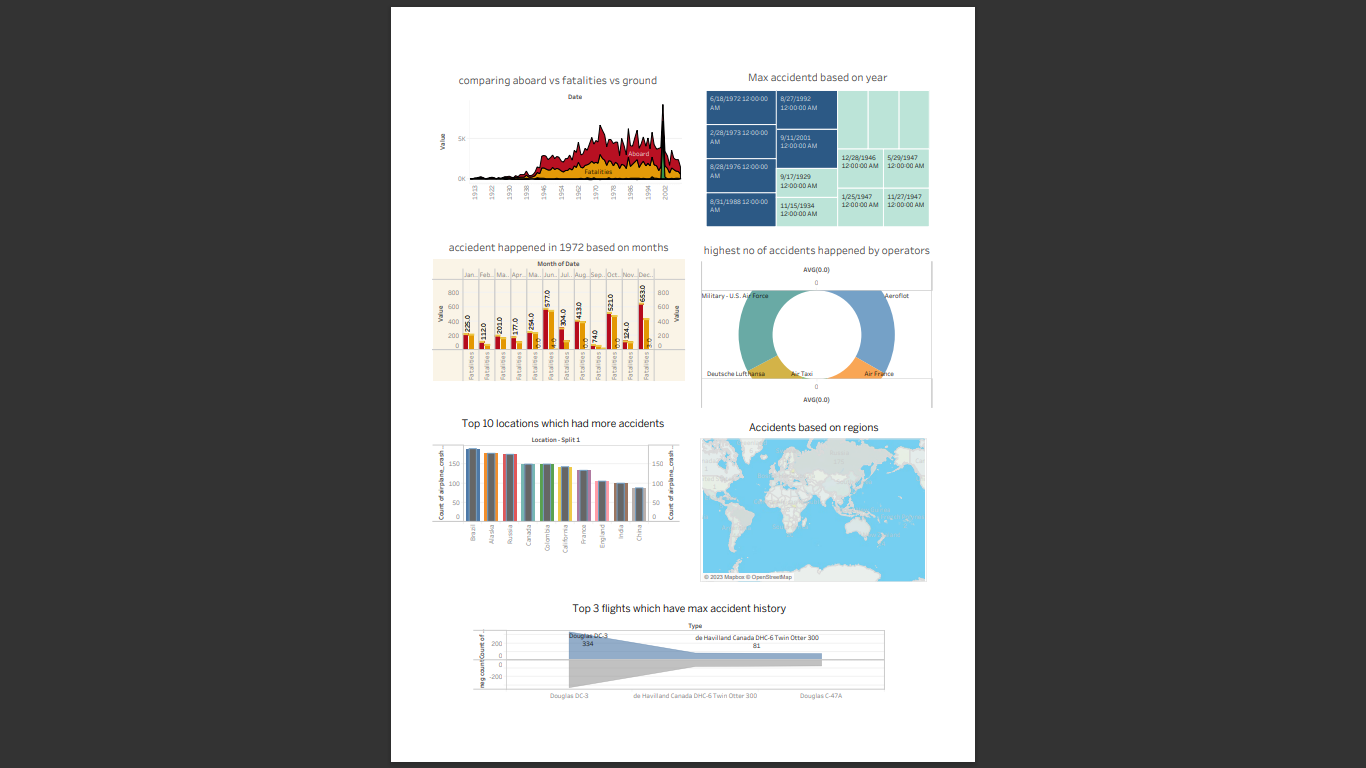 comparing aboard vs fatalities vs ground
Date
Value
5K
0K
Aboard
Fatalities
1913
1922
1930
1938
1946
1954
1962
1970
1978
1986
1994
2002
Max accidentd based on year
6/18/1972 12:00:00
AM
2/28/1973 12:00:00
AM
8/28/1976 12:00:00
AM
8/31/1988 12:00:00
AM
8/27/1992
12:00:00 AM
9/11/2001
12:00:00 AM
9/17/1929
12:00:00 AM
11/15/1934
12:00:00 AM
12/28/1946
12:00:00 AM
5/29/1947
12:00:00 AM
1/25/1947
12:00:00 AM
11/27/1947
12:00:00 AM
acciedent happened in 1972 based on months
Month of Date
Jan..
Feb..
Ma..
Apr..
Ma..
Jun..
Jul..
Aug..
Sep..
Oct..
Nov..
Dec..
Value
800
600
400
200
0
225.0
112.0
201.0
177.0
254.0
577.0
304.0
413.0
74.0
521.0
124.0
653.0
800
600
400
200
0
Value
Fatalities
Fatalities
Fatalities
Fatalities
Fatalities
Fatalities
Fatalities
Fatalities
Fatalities
Fatalities
Fatalities
Fatalities
highest no of accidents happened by operators
AVG(0.0)
0
Military - U.S. Air Force
Aeroflot
Deutsche Lufthansa
Air Taxi
Air France
0
AVG(0.0)
Top 10 locations which had more accidents
Location - Split 1
Count of airplane_crash..
150
100
50
0
150
100
50
0
Count of airplane_crash..
Brazil
Alaska
Russia
Canada
Colombia
California
France
England
India
China
Accidents based on regions
© 2023 Mapbox © OpenStreetMap
Top 3 flights which have max accident history
Type
Count of ..
200
0
neg count
0
-200
Douglas DC-3
334
de Havilland Canada DHC-6 Twin Otter 300
81
Douglas DC-3
de Havilland Canada DHC-6 Twin Otter 300
Douglas C-47A